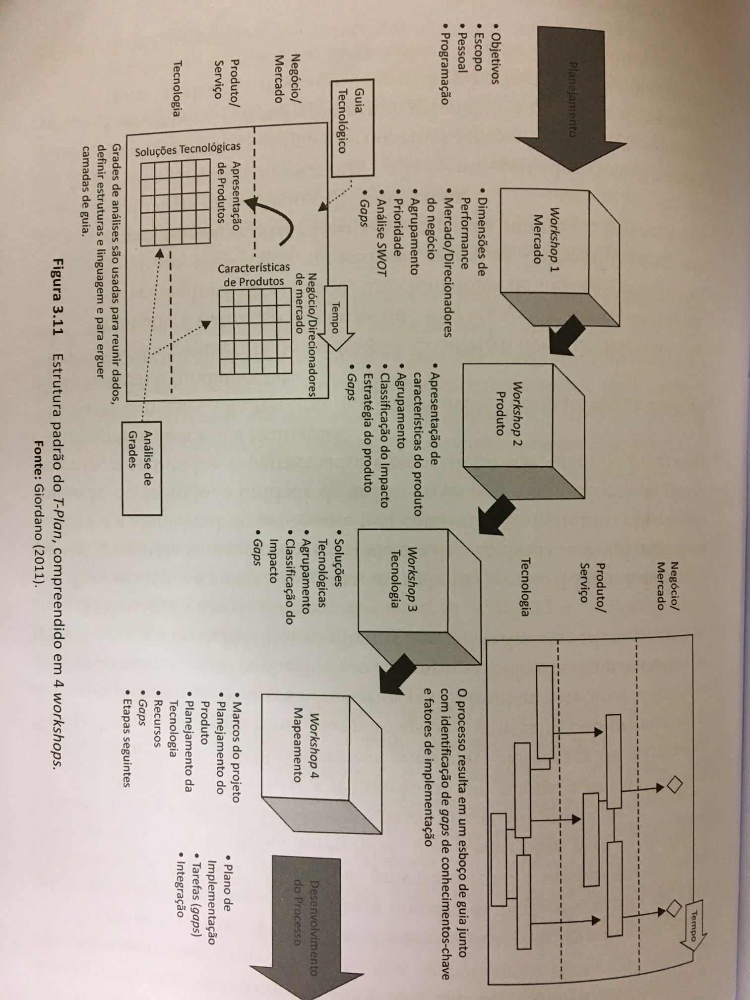 Planejamento
• Objetivos
• Escopo
• Pessoal
• Programação
Workshop 1
Mercado
• Dimensões de
Performance
• Mercado/Direcionadores
do negócio
• Agrupamento
• Prioridade
• Análise SWOT
• Gaps
Workshop 2
Produto
• Apresentação de
características do produto
• Agrupamento
• Classificação do Impacto
• Estratégia do produto
• Gaps
Workshop 3
Tecnologia
• Soluções
Tecnológicas
• Agrupamento
• Classificação do
Impacto
• Gaps
Workshop 4
Mapeamento
• Marcos do projeto
• Planejamento do
Produto
• Planejamento da
Tecnologia
• Recursos
• Gaps
• Etapas seguintes
Desenvolvimento
do Processo
• Plano de
Implementação
• Tarefas (gaps)
• Integração
Negócio/
Mercado
Produto/
Serviço
Tecnologia
Tempo
O processo resulta em um esboço de guia junto
com identificação de gaps de conhecimentos-chave
e fatores de implementação
Guia
Tecnológico
Tempo
Negócio/
Mercado
Produto/
Serviço
Tecnologia
Negócio/Direcionadores
de mercado
Características
de Produtos
Apresentação
de Produtos
Soluções Tecnológicas
Análise de
Grades
Grades de análises são usadas para reunir dados,
definir estruturas e linguagem e para erguer
camadas de guia.
Figura 3.11 Estrutura padrão do T-Plan, compreendido em 4 workshops.
Fonte: Giordano (2011).